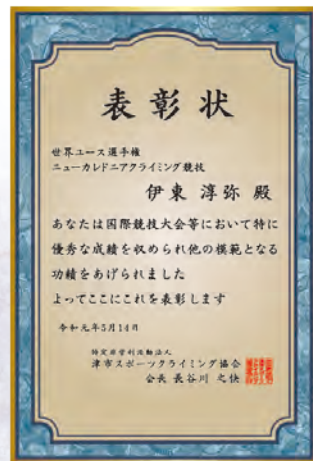 表彰状
世界ユース選手権
ニューカレドニアクライミング競技
伊東 淳弥 殿
あなたは国際競技大会等において特に
優秀な成績を収められ他の模範となる
功績をあげられました
よってここにこれを表彰します
令和元年5月14日
特定非営利活動法人
津市スポーツクライミング協会
会長 長谷川 之快